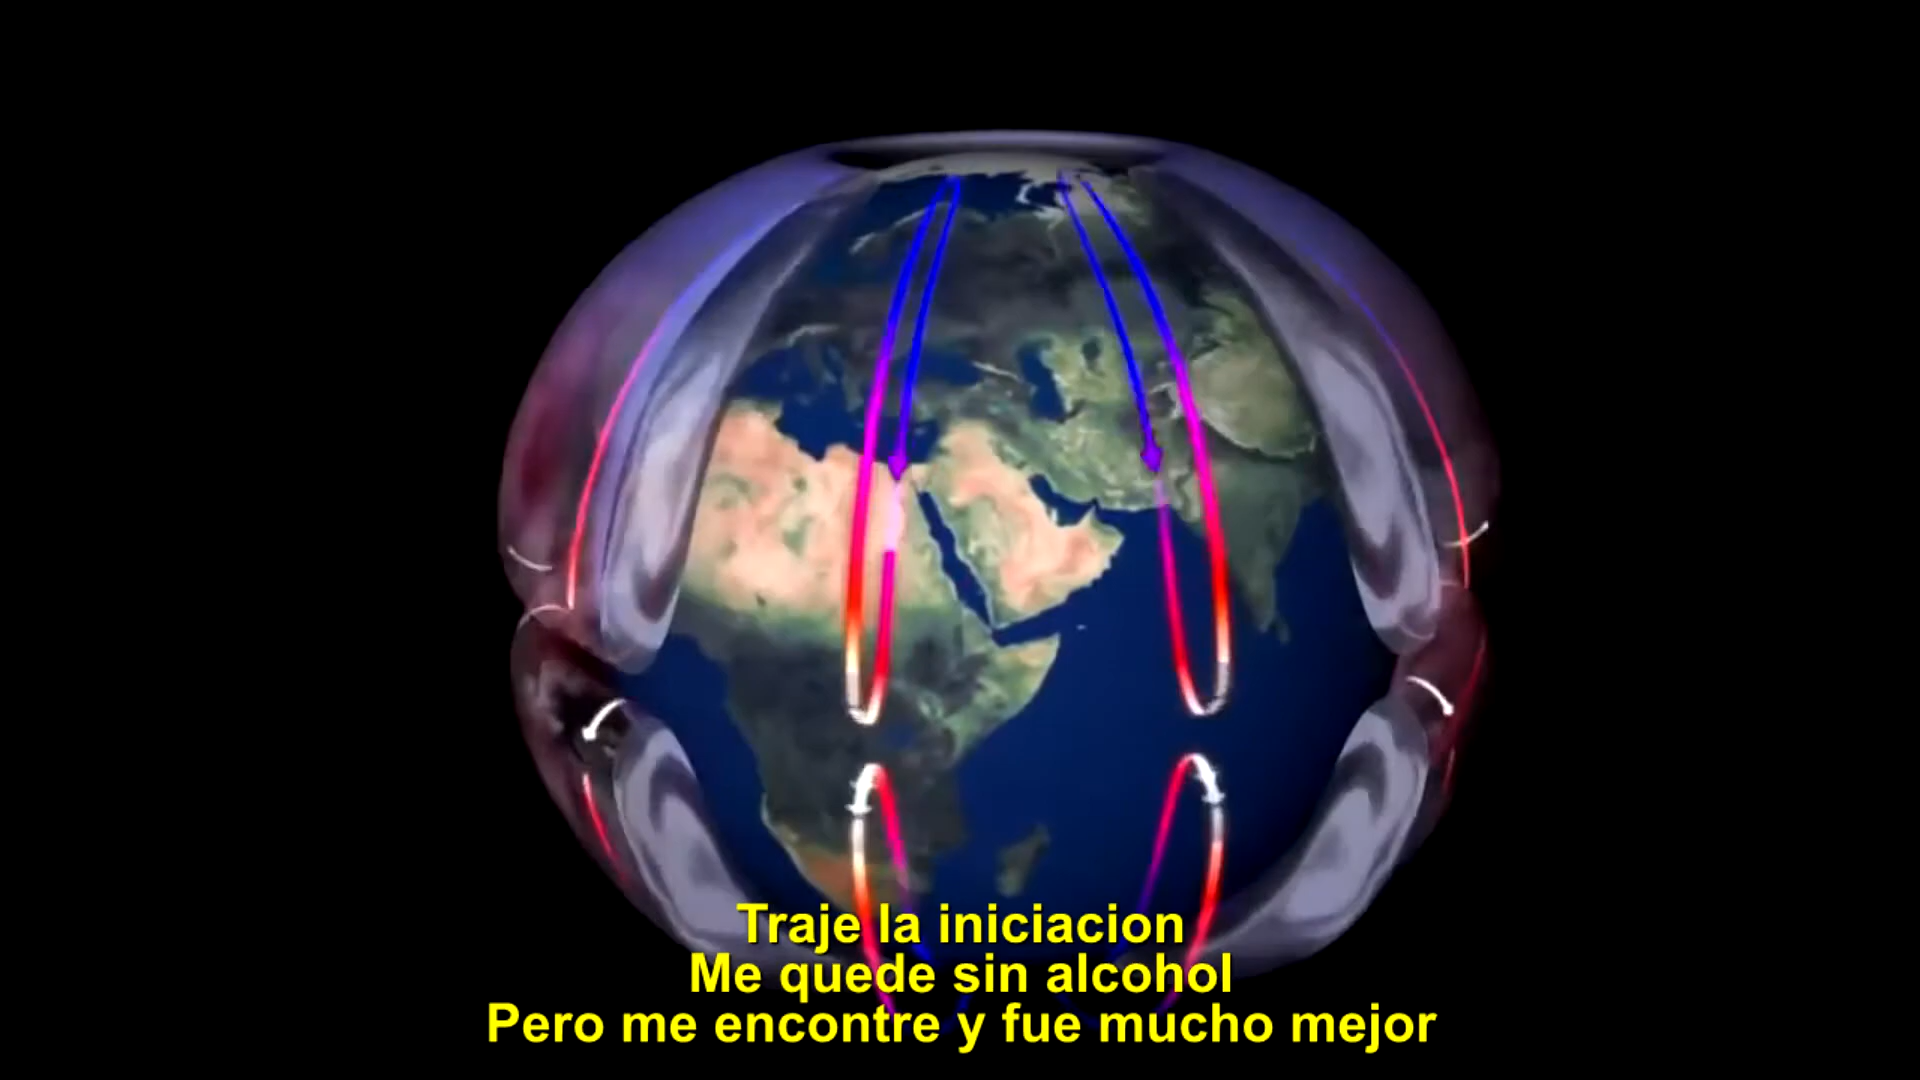 Traje la iniciacion
Me quede sin alcohol
Pero me encontre y fue mucho mejor